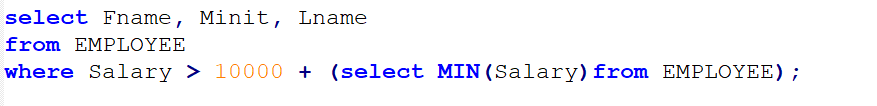 select Fname, Minit, Lname
from EMPLOYEE
where Salary > 10000 + (select MIN(Salary)from EMPLOYEE);